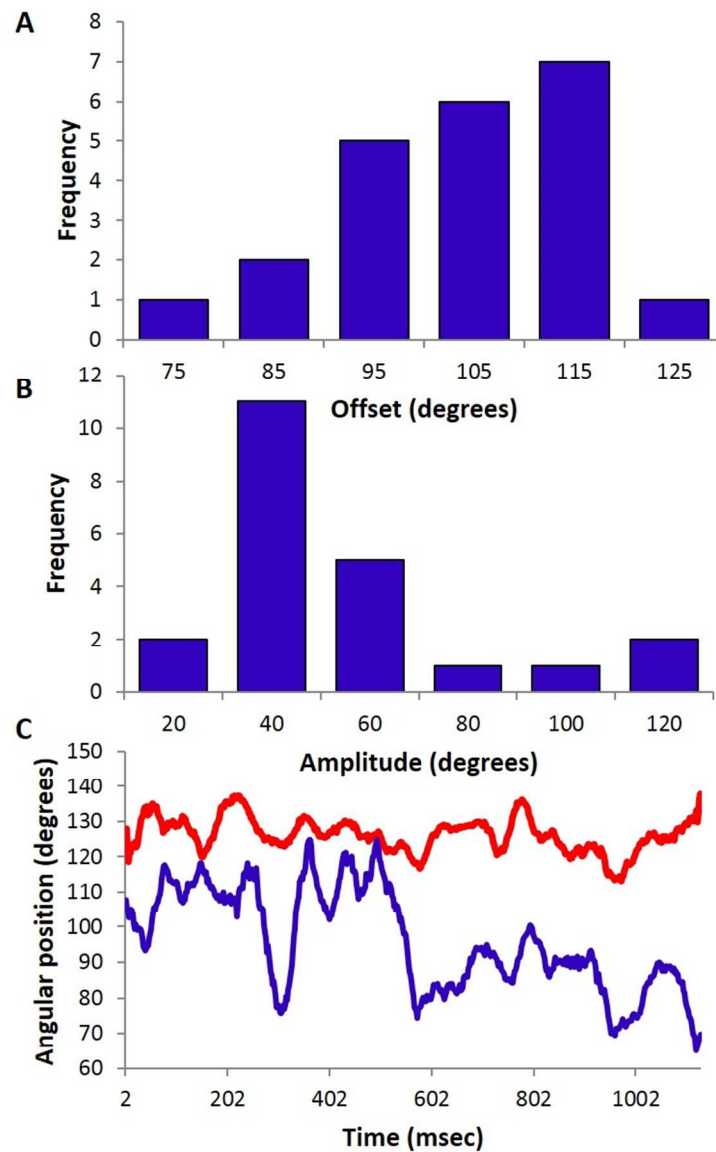 A
8
7
6
5
4
3
2
1
0
Frequency
75 85 95 105 115 125
Offset (degrees)
B
12
10
8
6
4
2
0
Frequency
20 40 60 80 100 120
Amplitude (degrees)
C
150
140
130
120
110
100
90
80
70
60
Angular position (degrees)
2 202 402 602 802 1002
Time (msec)